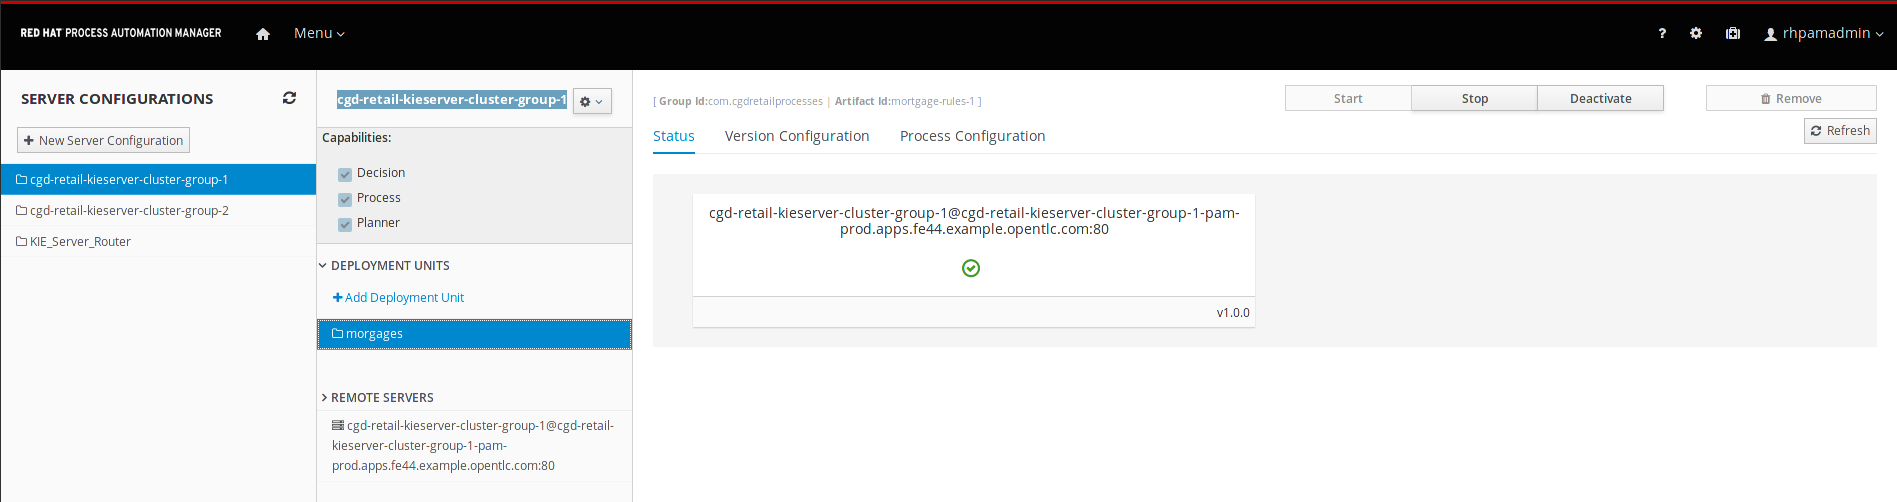 RED HAT PROCESS AUTOMATION MANAGER
Menu
?
rhpamadmin
SERVER CONFIGURATIONS
+ New Server Configuration
cgd-retail-kieserver-cluster-group-1
cgd-retail-kieserver-cluster-group-2
KIE_Server_Router
cgd-retail-kieserver-cluster-group-1
Capabilities:
Decision
Process
Planner
DEPLOYMENT UNITS
+ Add Deployment Unit
morgages
REMOTE SERVERS
cgd-retail-kieserver-cluster-group-1@cgd-retail-
kieserver-cluster-group-1-pam-
prod.apps.fe44.example.opentlc.com:80
[ Group Id:com.cgdretailprocesses | Artifact Id:mortgage-rules-1 ]
Start
Stop
Deactivate
Remove
Refresh
Status
Version Configuration
Process Configuration
cgd-retail-kieserver-cluster-group-1@cgd-retail-kieserver-cluster-group-1-pam-
prod.apps.fe44.example.opentlc.com:80
v1.0.0